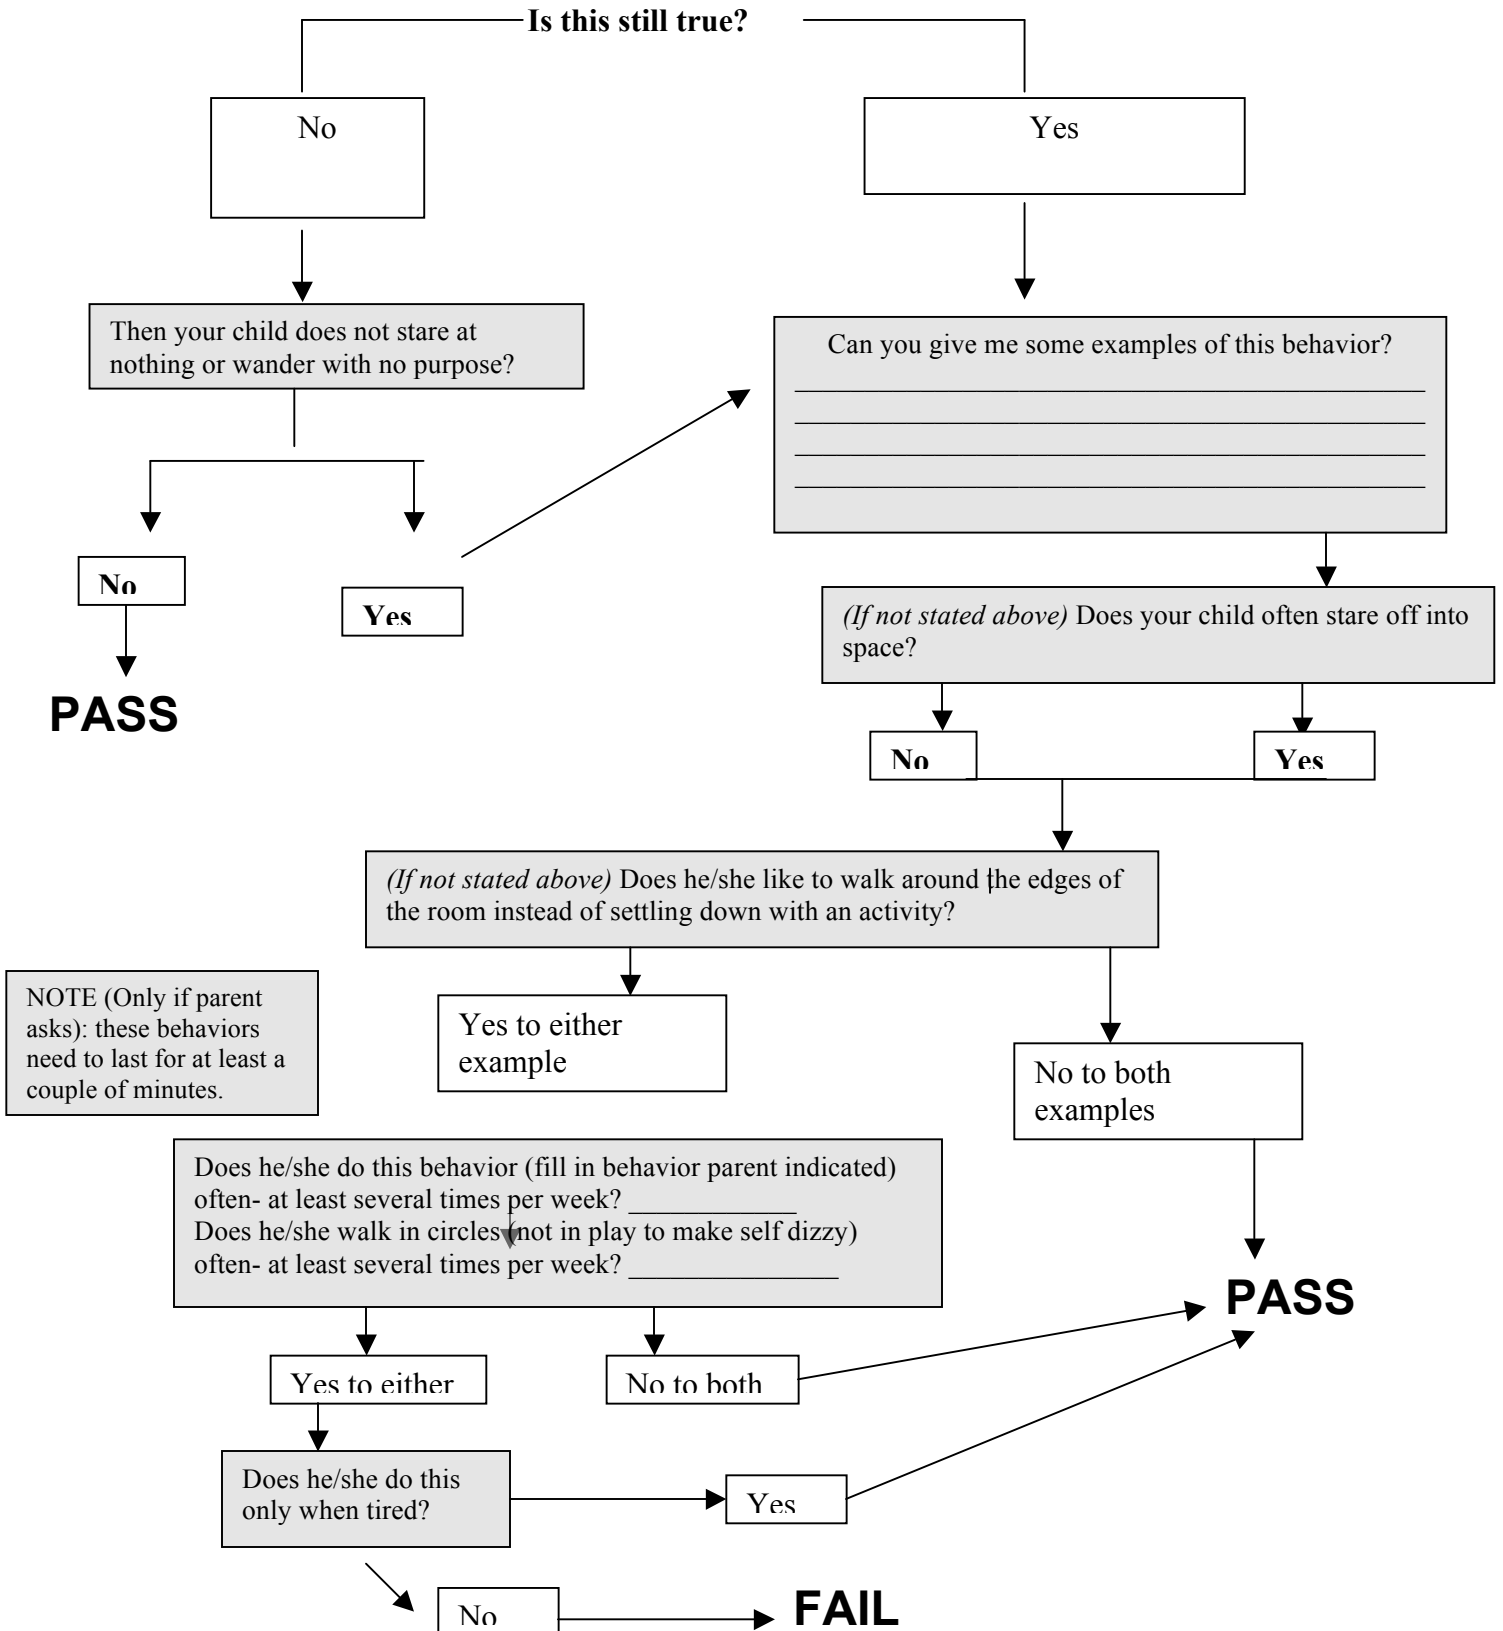 Is this still true?
No
Yes
Then your child does not stare at
nothing or wander with no purpose?
Can you give me some examples of this behavior?
No
Yes
(If not stated above) Does your child often stare off into
space?
PASS
No
Yes
(If not stated above) Does he/she like to walk around the edges of
the room instead of settling down with an activity?
NOTE (Only if parent
asks): these behaviors
need to last for at least a
couple of minutes.
Yes to either
example
No to both
examples
Does he/she do this behavior (fill in behavior parent indicated)
often- at least several times per week? ____________
Does he/she walk in circles (not in play to make self dizzy)
often- at least several times per week? _______________
PASS
Yes to either
No to both
Does he/she do this
only when tired?
Yes
No
FAIL